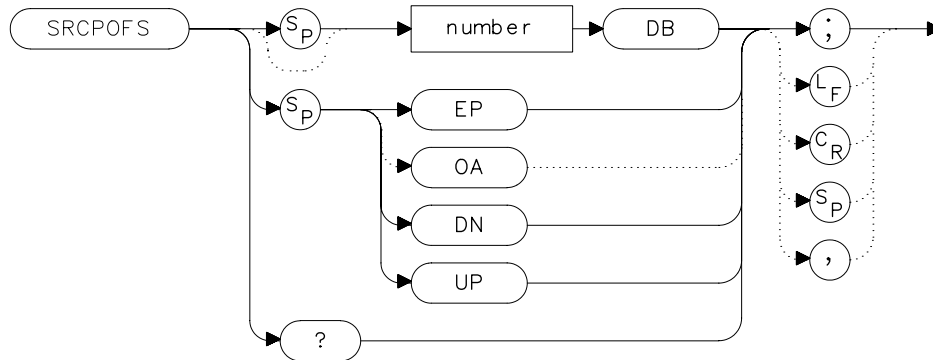 SRCPOFS SP number DB ;
LF
SP EP
CR
OA
SP
DN
,
UP
?